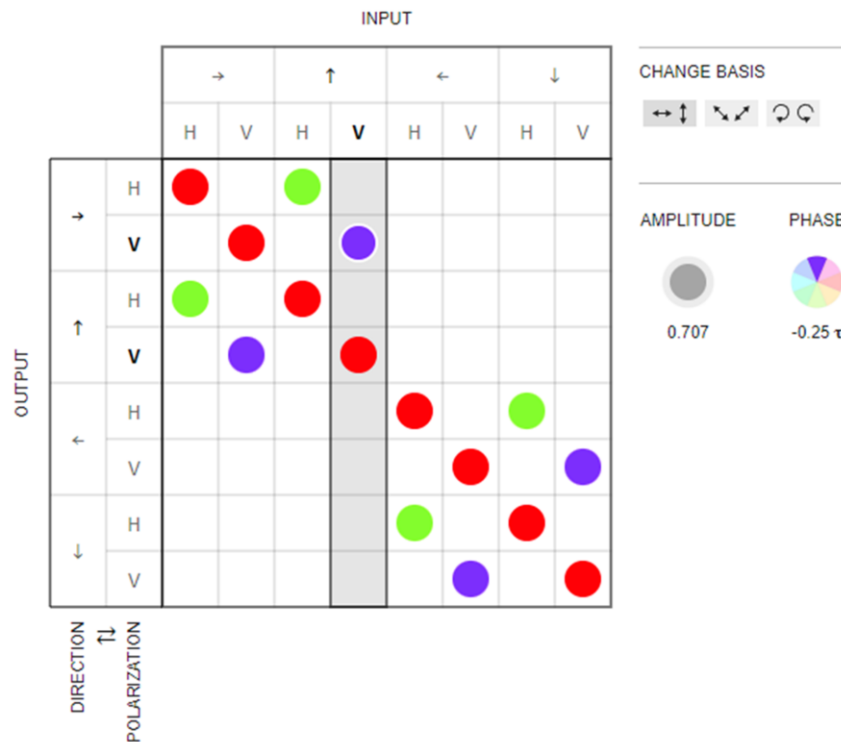 INPUT
→ ↑ ← ↓
H V H V H V H V
→ H
V
↑ H
V
← H
V
↓ H
V
OUTPUT
DIRECTION ⇅ POLARIZATION
CHANGE BASIS
AMPLITUDE PHASE
0.707 -0.25 τ